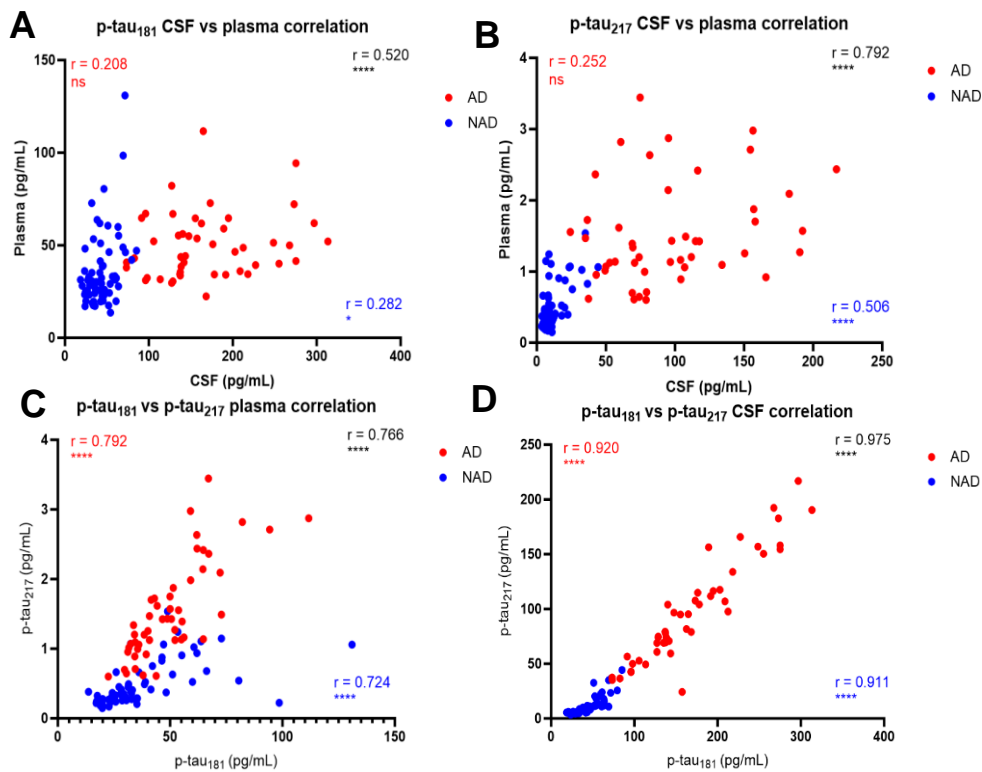 A
p-tau181 CSF vs plasma correlation
r = 0.208
ns
r = 0.520
****
AD
NAD
150
100
50
0
Plasma (pg/mL)
r = 0.282
*
0 100 200 300 400
CSF (pg/mL)
B
p-tau217 CSF vs plasma correlation
r = 0.252
ns
r = 0.792
****
AD
NAD
4
3
2
1
0
Plasma (pg/mL)
r = 0.506
****
0 50 100 150 200 250
CSF (pg/mL)
C
p-tau181 vs p-tau217 plasma correlation
r = 0.792
****
r = 0.766
****
AD
NAD
4
3
2
1
0
p-tau217 (pg/mL)
r = 0.724
****
0 50 100 150
p-tau181 (pg/mL)
D
p-tau181 vs p-tau217 CSF correlation
r = 0.920
****
r = 0.975
****
AD
NAD
250
200
150
100
50
0
p-tau217 (pg/mL)
r = 0.911
****
0 100 200 300 400
p-tau181 (pg/mL)